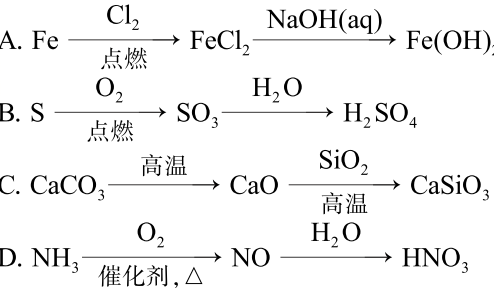 A. Fe —Cl₂/点燃→ FeCl₂ —NaOH(aq)→ Fe(OH)₂
B. S —O₂/点燃→ SO₃ —H₂O→ H₂SO₄
C. CaCO₃ —高温→ CaO —SiO₂/高温→ CaSiO₃
D. NH₃ —O₂/催化剂,△→ NO —H₂O→ HNO₃